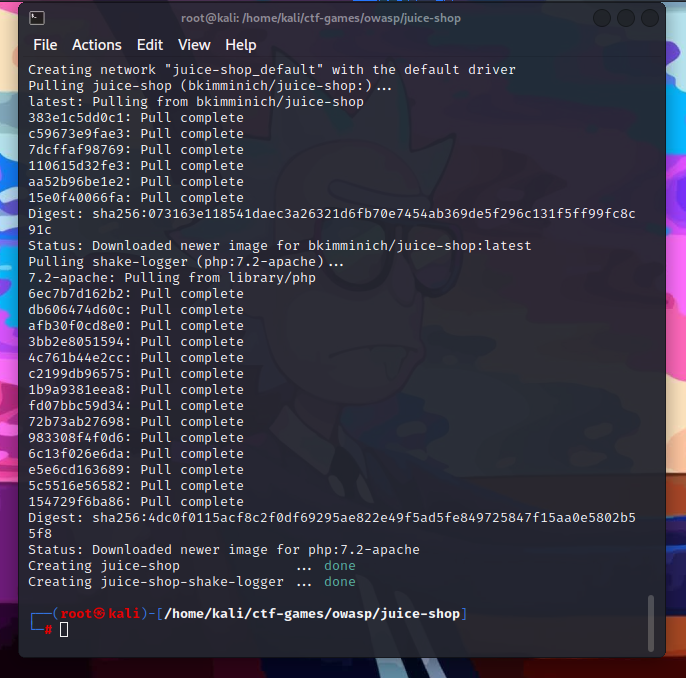 root@kali: /home/kali/ctf-games/owasp/juice-shop
File Actions Edit View Help
Creating network "juice-shop_default" with the default driver
Pulling juice-shop (bkimminich/juice-shop:)...
latest: Pulling from bkimminich/juice-shop
383e1c5dd0c1: Pull complete
c59673e9fae3: Pull complete
7dcffaf98769: Pull complete
110615d32fe3: Pull complete
aa52b96be1e2: Pull complete
15e0f40066fa: Pull complete
Digest: sha256:073163e118541daec3a26321d6fb70e7454ab369de5f296c131f5ff99fc8c
91c
Status: Downloaded newer image for bkimminich/juice-shop:latest
Pulling shake-logger (php:7.2-apache)...
7.2-apache: Pulling from library/php
6ec7b7d162b2: Pull complete
db606474d60c: Pull complete
afb30f0cd8e0: Pull complete
3bb2e8051594: Pull complete
4c761b44e2cc: Pull complete
c2199db96575: Pull complete
1b9a9381eea8: Pull complete
fd07bbc59d34: Pull complete
72b73ab27698: Pull complete
983308f4f0d6: Pull complete
6c13f026e6da: Pull complete
e5e6cd163689: Pull complete
5c5516e56582: Pull complete
154729f6ba86: Pull complete
Digest: sha256:4dc0f0115acf8c2f0df69295ae822e49f5ad5fe849725847f15aa0e5802b5
5f8
Status: Downloaded newer image for php:7.2-apache
Creating juice-shop ... done
Creating juice-shop-shake-logger ... done
┌──(root㉿kali)-[/home/kali/ctf-games/owasp/juice-shop]
└─#